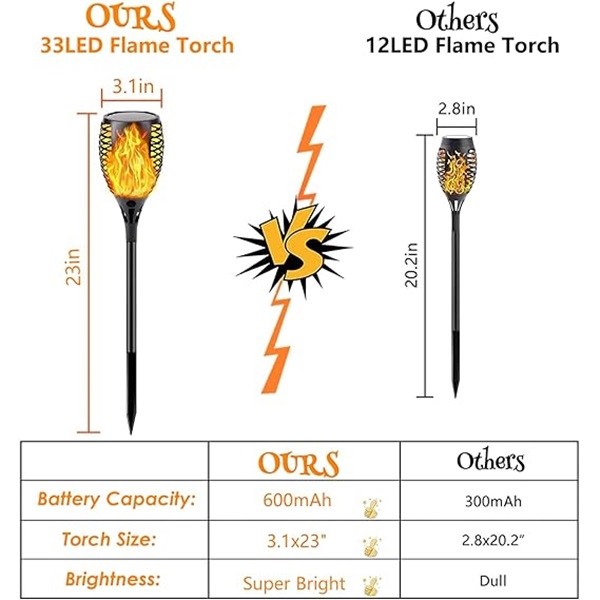 OURS
33LED Flame Torch
Others
12LED Flame Torch
3.1in
2.8in
23in
VS
20.2in
OURS Others
Battery Capacity: 600mAh 300mAh
Torch Size: 3.1x23" 2.8x20.2"
Brightness: Super Bright Dull